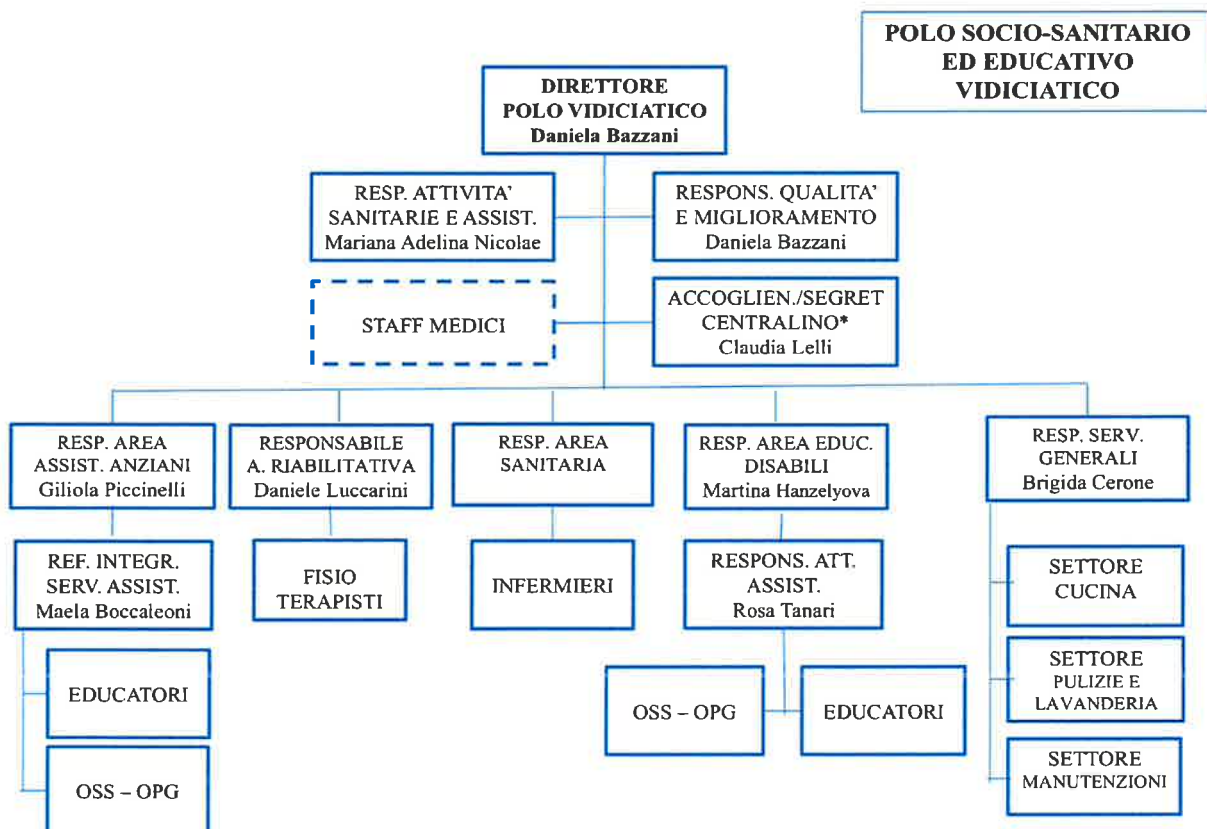 POLO SOCIO-SANITARIO
ED EDUCATIVO
VIDICIATICO
DIRETTORE
POLO VIDICIATICO
Daniela Bazzani
RESP. ATTIVITA’
SANITARIE E ASSIST.
Mariana Adelina Nicolae
RESPONS. QUALITA’
E MIGLIORAMENTO
Daniela Bazzani
STAFF MEDICI
ACCOGLIEN./SEGRET
CENTRALINO*
Claudia Lelli
RESP. AREA
ASSIST. ANZIANI
Giliola Piccinelli
RESPONSABILE
A. RIABILITATIVA
Daniele Luccarini
RESP. AREA
SANITARIA
RESP. AREA EDUC.
DISABILI
Martina Hanzelyova
RESP. SERV.
GENERALI
Brigida Cerone
REF. INTEGR.
SERV. ASSIST.
Maela Boccaleoni
FISIO
TERAPISTI
INFERMIERI
RESPONS. ATT.
ASSIST.
Rosa Tanari
SETTORE
CUCINA
EDUCATORI
OSS – OPG
EDUCATORI
SETTORE
PULIZIE E
LAVANDERIA
OSS – OPG
SETTORE
MANUTENZIONI